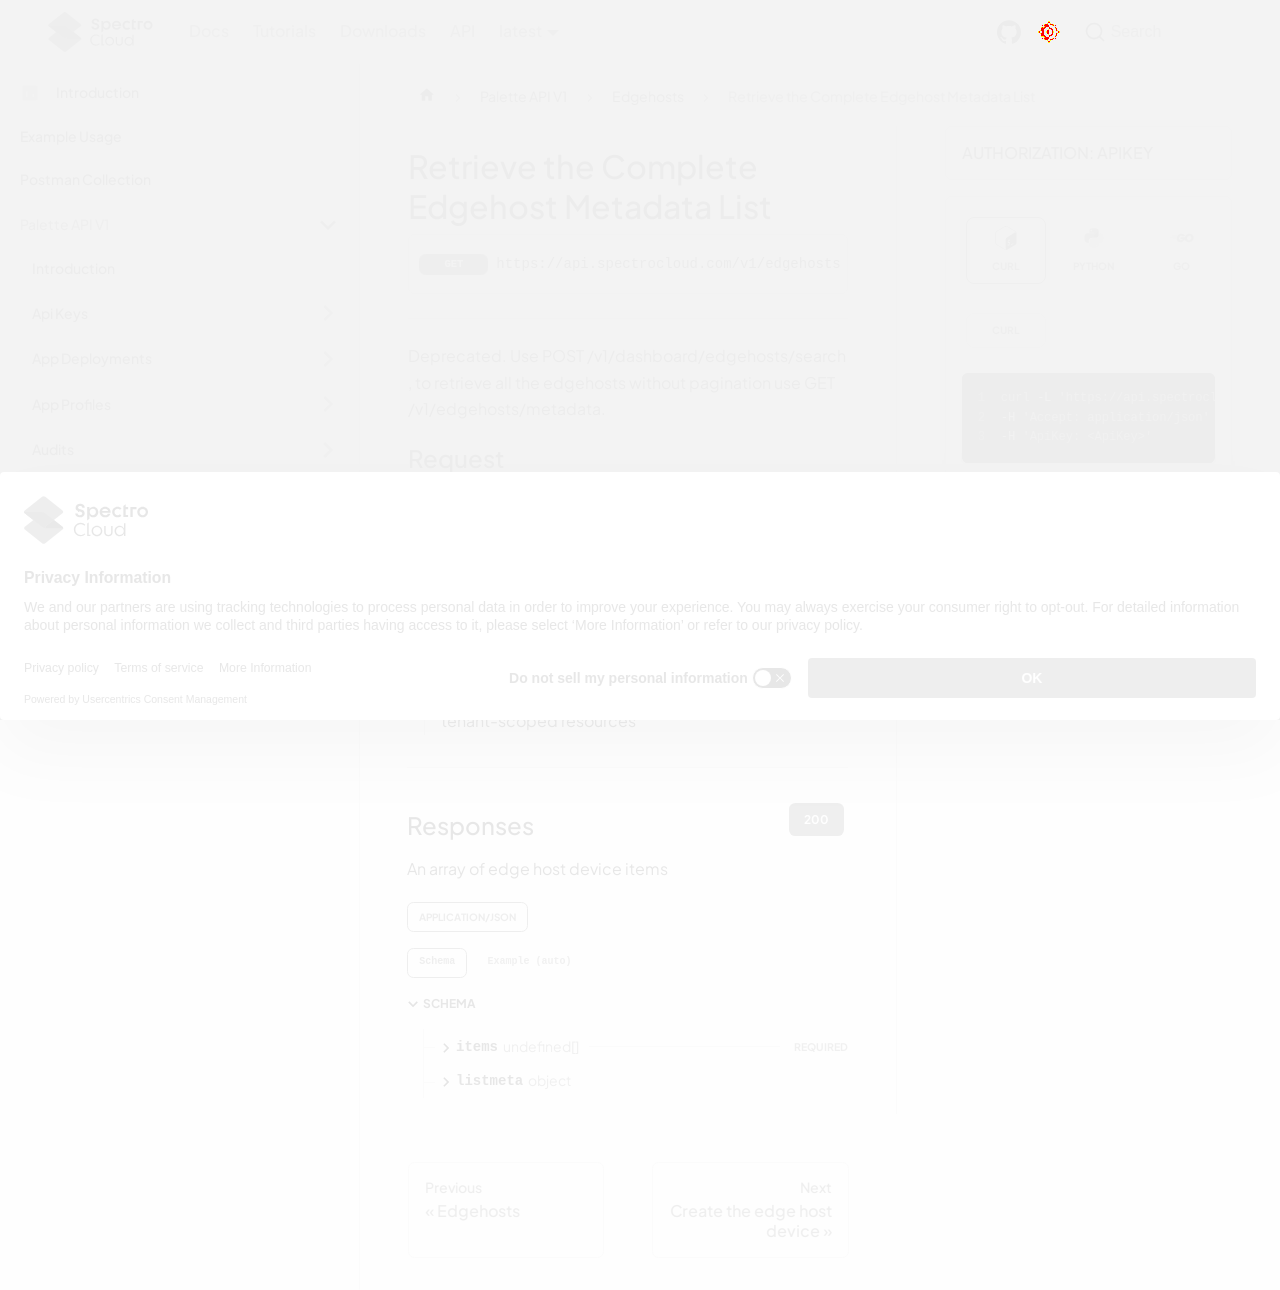 Spectro Cloud
Docs
Tutorials
Downloads
API
latest
Search
Introduction
Example Usage
Postman Collection
Palette API V1
Introduction
Api Keys
App Deployments
App Profiles
Audits
Palette API V1
Edgehosts
Retrieve the Complete Edgehost Metadata List
Retrieve the Complete
Edgehost Metadata List
GET
https://api.spectrocloud.com/v1/edgehosts
Deprecated. Use POST /v1/dashboard/edgehosts/search
. To retrieve all the edgehosts without pagination use GET
/v1/edgehosts/metadata
Request
AUTHORIZATION: APIKEY
CURL
PYTHON
GO
CURL
Spectro
Cloud
Privacy Information
We and our partners are using tracking technologies to process personal data in order to improve your experience. You may always exercise your consumer right to opt-out. For detailed information
about personal information we collect and third parties having access to it, please select ‘More Information’ or refer to our privacy policy.
Privacy policy
Terms of service
More Information
Powered by Usercentrics Consent Management
Do not sell my personal information
OK
tenant-scoped resources
Responses
200
An array of edge host device items
APPLICATION/JSON
Schema
Example (auto)
SCHEMA
items undefined[] REQUIRED
listmeta object
Previous
« Edgehosts
Next
Create the edge host
device »